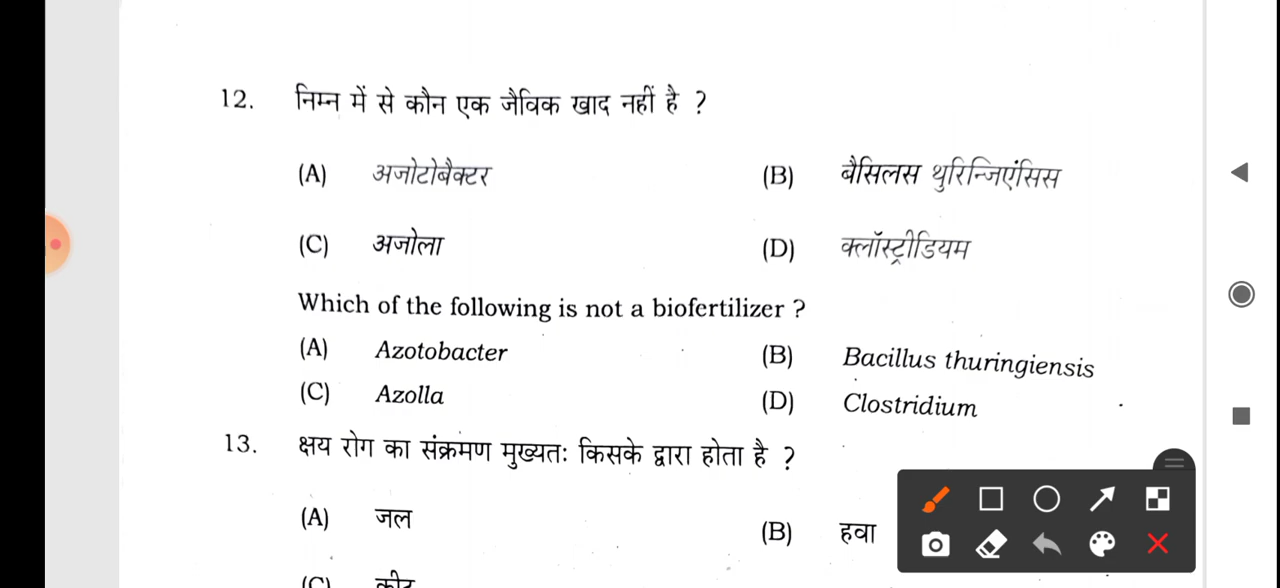 12. निम्न में से कौन एक जैविक खाद नहीं है ?
(A) अजोटोबैक्टर (B) बैसिलस थुरिन्जिएंसिस
(C) अजोला (D) क्लॉस्ट्रीडियम
Which of the following is not a biofertilizer ?
(A) Azotobacter (B) Bacillus thuringiensis
(C) Azolla (D) Clostridium
13. क्षय रोग का संक्रमण मुख्यतः किसके द्वारा होता है ?
(A) जल (B) हवा
(C) कीट